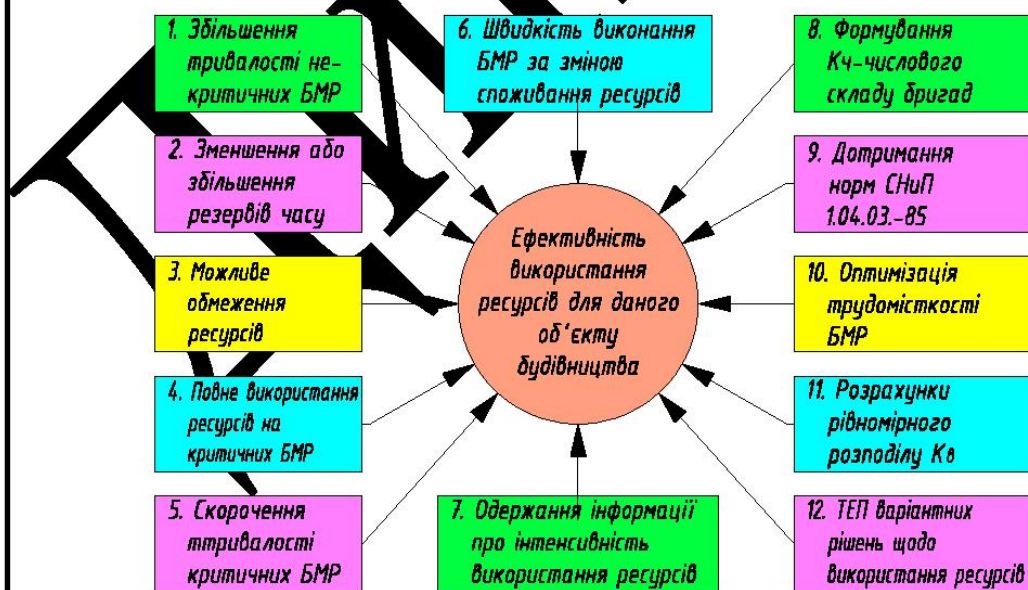 1. Збільшення
тривалості не-
критичних БМР
2. Зменшення або
збільшення
резервів часу
3. Можливе
обмеження
ресурсів
4. Повне використання
ресурсів на
критичних БМР
5. Скорочення
ттривалості
критичних БМР
6. Швидкість виконання
БМР за зміною
споживання ресурсів
Ефективність
використання
ресурсів для даного
об'єкту
будівництва
7. Одержання інформації
про інтенсивність
використання ресурсів
8. Формування
Кч-числового
складу бригад
9. Дотримання
норм СНиП
1.04.03.-85
10. Оптимізація
трудомісткості
БМР
11. Розрахунки
рівномірного
розподілу Кв
12. ТЕП варіантних
рішень щодо
використання ресурсів